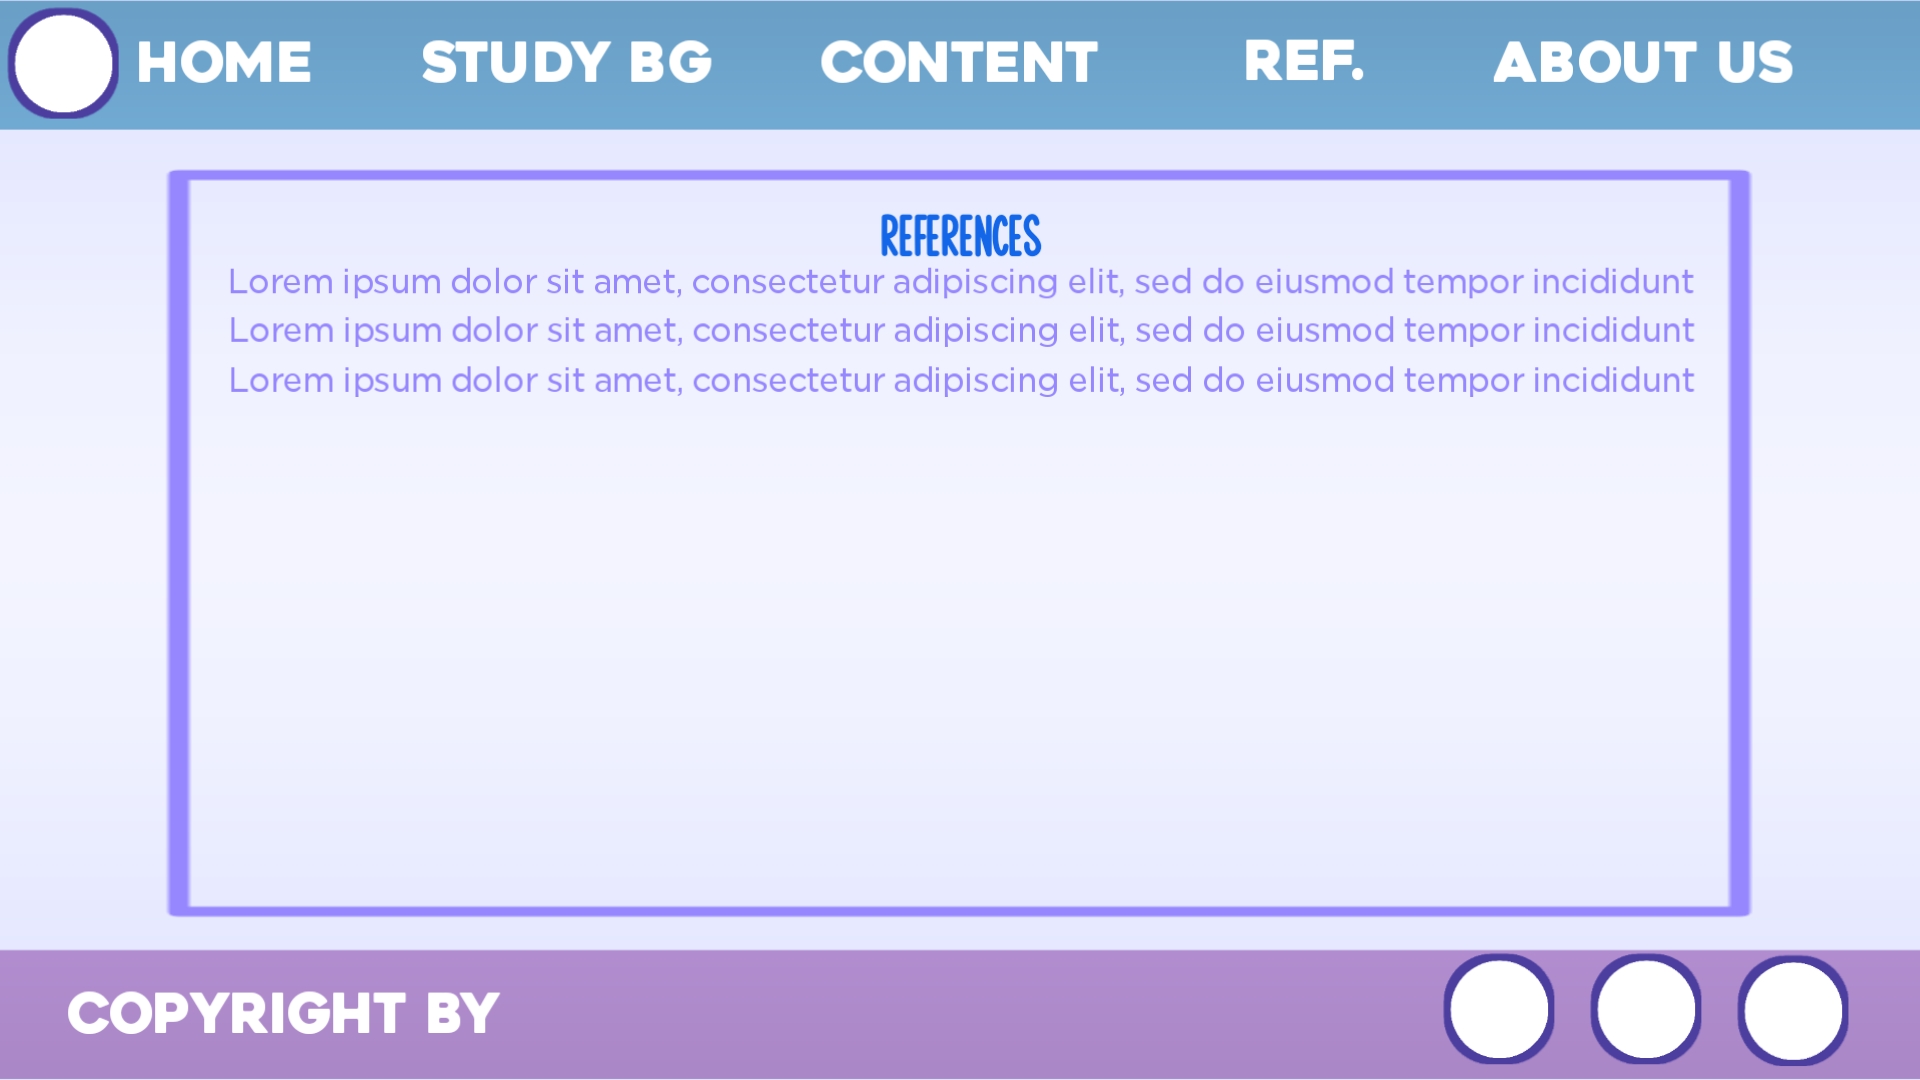 HOME STUDY BG CONTENT REF. ABOUT US
REFERENCES
Lorem ipsum dolor sit amet, consectetur adipiscing elit, sed do eiusmod tempor incididunt
Lorem ipsum dolor sit amet, consectetur adipiscing elit, sed do eiusmod tempor incididunt
Lorem ipsum dolor sit amet, consectetur adipiscing elit, sed do eiusmod tempor incididunt
COPYRIGHT BY